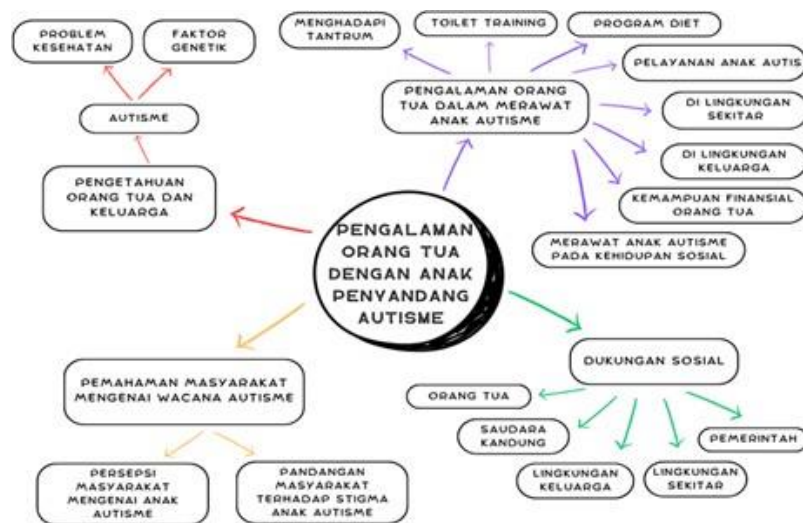 PROBLEM
KESEHATAN
FAKTOR
GENETIK
AUTISME
PENGETAHUAN
ORANG TUA DAN
KELUARGA
MENGHADAPI
TANTRUM
TOILET TRAINING
PROGRAM DIET
PELAYANAN ANAK AUTIS
PENGALAMAN ORANG
TUA DALAM MERAWAT
ANAK AUTISME
DI LINGKUNGAN
SEKITAR
DI LINGKUNGAN
KELUARGA
KEMAMPUAN FINANSIAL
ORANG TUA
MERAWAT ANAK AUTISME
PADA KEHIDUPAN SOSIAL
PENGALAMAN
ORANG TUA
DENGAN ANAK
PENYANDANG
AUTISME
PEMAHAMAN MASYARAKAT
MENGENAI WACANA AUTISME
PERSEPSI
MASYARAKAT
MENGENAI ANAK
AUTISME
PANDANGAN
MASYARAKAT
TERHADAP STIGMA
ANAK AUTISME
DUKUNGAN SOSIAL
ORANG TUA
SAUDARA
KANDUNG
LINGKUNGAN
KELUARGA
LINGKUNGAN
SEKITAR
PEMERINTAH